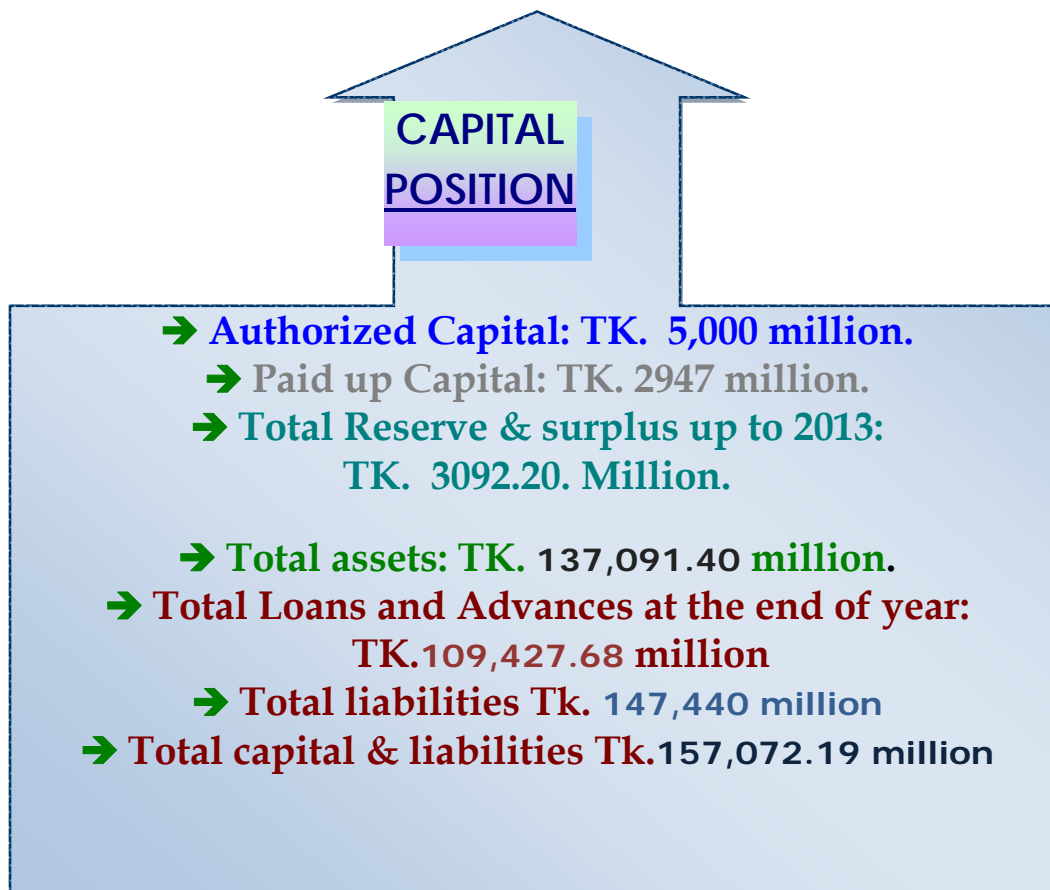 CAPITAL
POSITION
➔ Authorized Capital: TK. 5,000 million.
➔ Paid up Capital: TK. 2947 million.
➔ Total Reserve & surplus up to 2013:
TK. 3092.20. Million.
➔ Total assets: TK. 137,091.40 million.
➔ Total Loans and Advances at the end of year:
TK.109,427.68 million
➔ Total liabilities Tk. 147,440 million
➔ Total capital & liabilities Tk.157,072.19 million